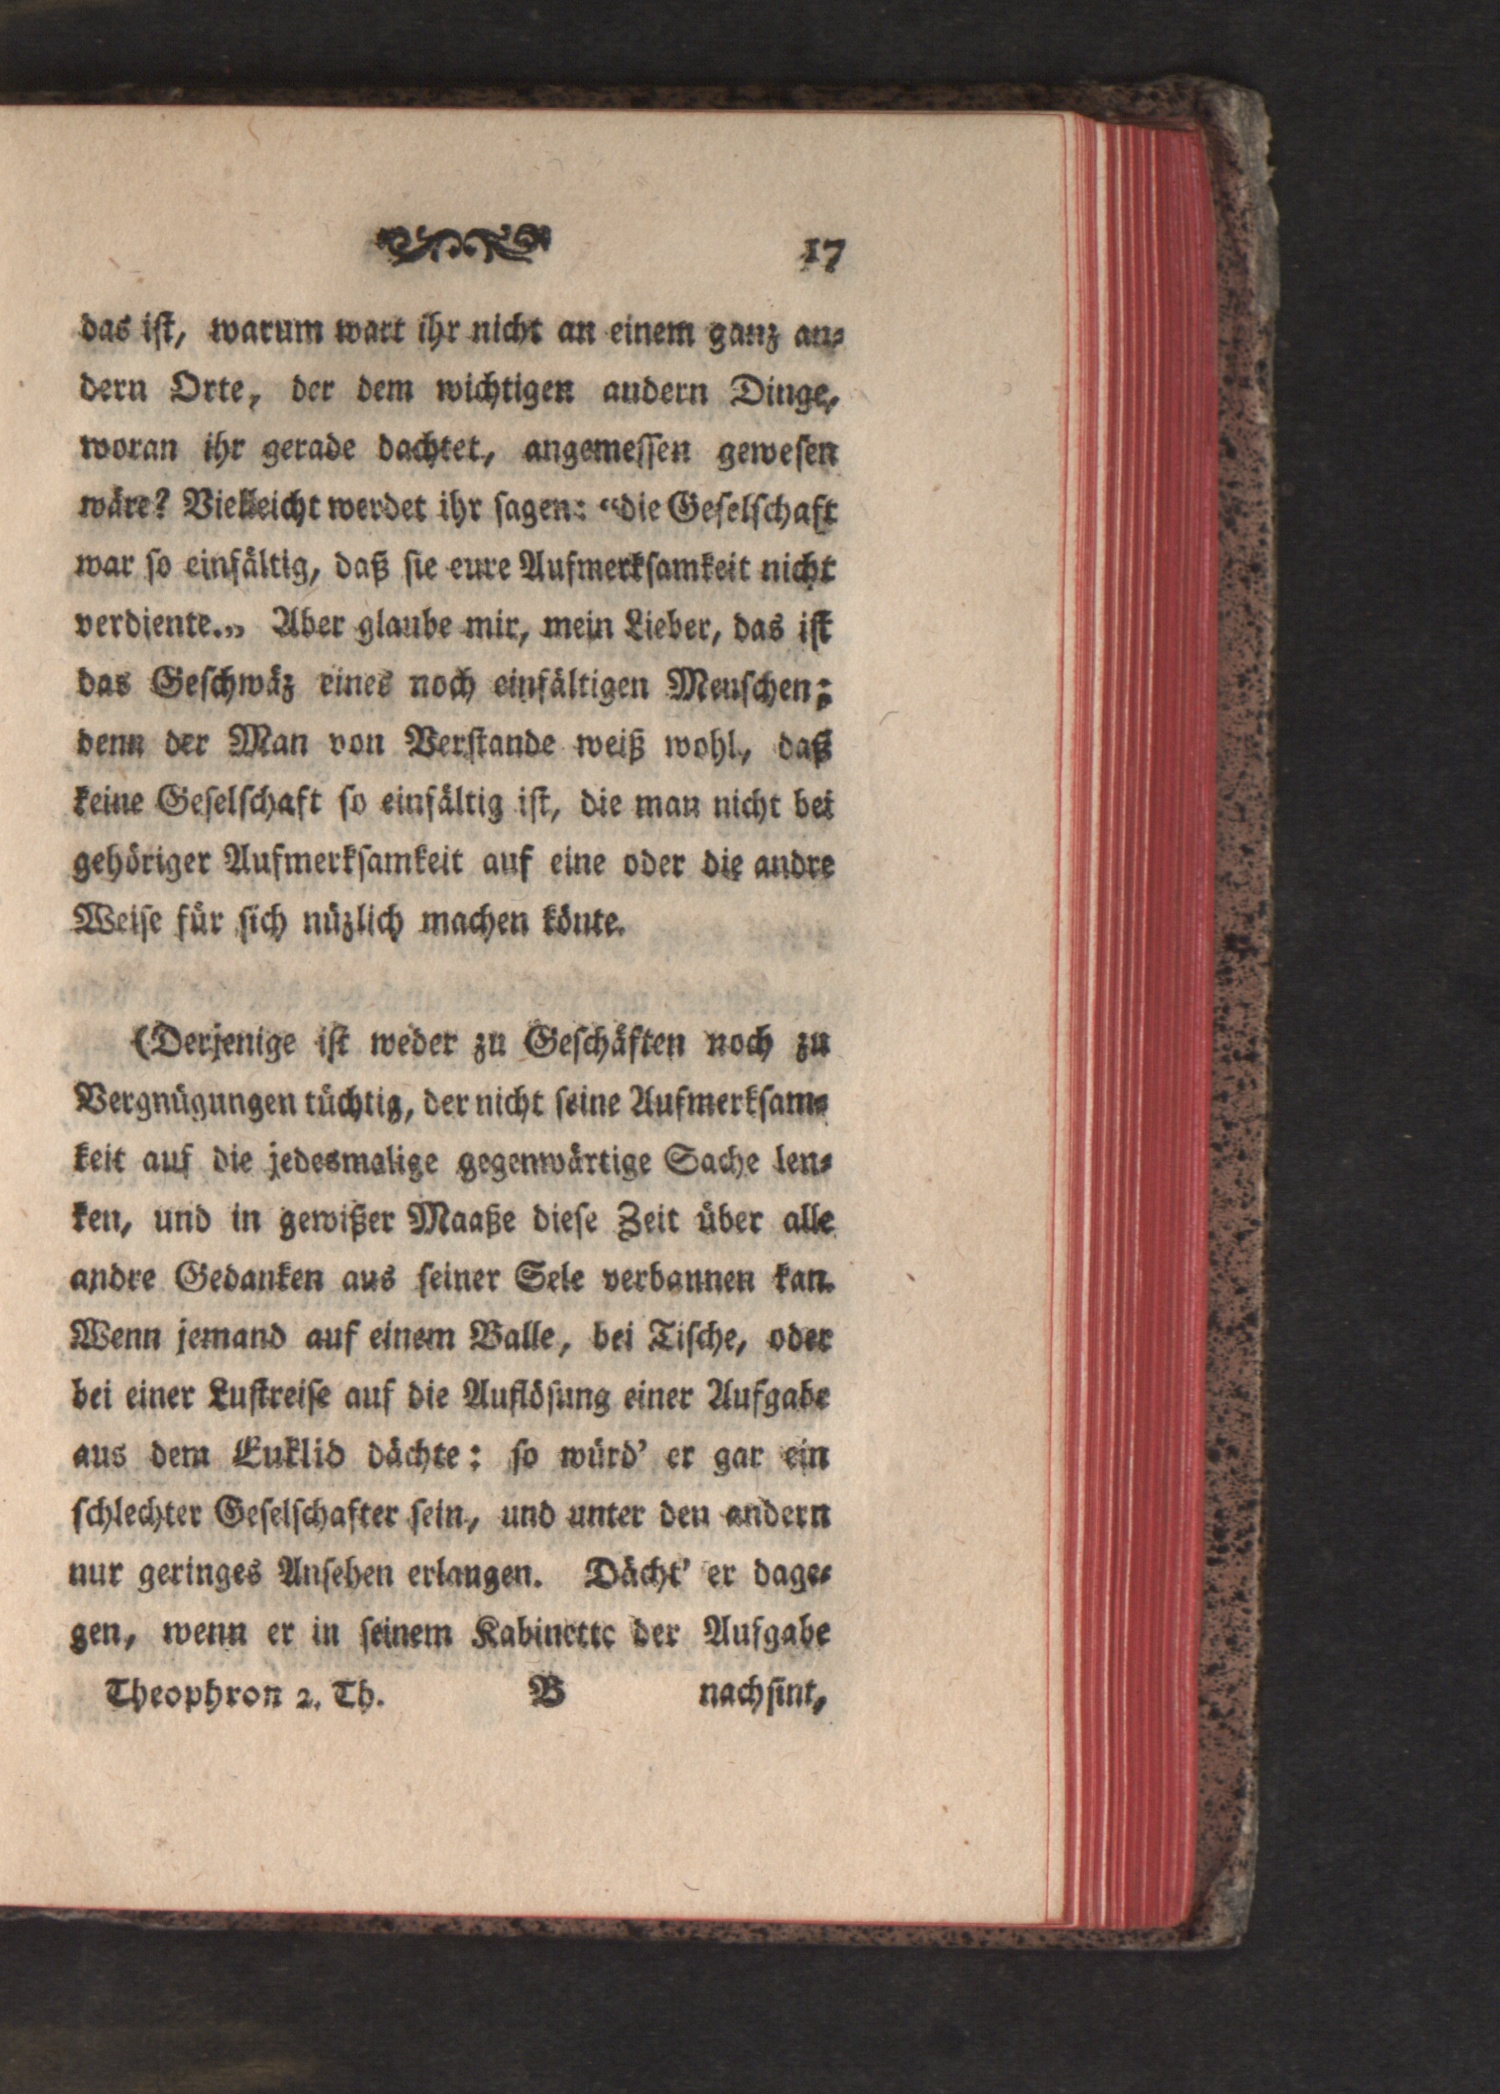 17
das iſt, warum wart ihr nicht an einem ganz an-
dern Orte, der dem wichtigen andern Dinge,
woran ihr gerade dachtet, angemeſſen geweſen
wäre? Vielleicht werdet ihr ſagen: “die Geſelſchaft
war ſo einfältig, daß ſie eure Aufmerkſamkeit nicht
verdiente.„ Aber glaube mir, mein Lieber, das iſt
das Geſchwäz eines noch einfältigen Menſchen;
denn der Man von Verſtande weiß wohl, daß
keine Geſelſchaft ſo einfältig iſt, die man nicht bei
gehöriger Aufmerkſamkeit auf eine oder die andre
Weiſe für ſich nüzlich machen könte.
(Derjenige iſt weder zu Geſchäften noch zu
Vergnügungen tüchtig, der nicht ſeine Aufmerkſam-
keit auf die jedesmalige gegenwärtige Sache len-
ken, und in gewißer Maaße dieſe Zeit über alle
andre Gedanken aus ſeiner Sele verbannen kan.
Wenn jemand auf einem Balle, bei Tiſche, oder
bei einer Luſtreiſe auf die Auflöſung einer Aufgabe
aus dem Euklid dächte: ſo würd’ er gar ein
ſchlechter Geſelſchafter ſein, und unter den andern
nur geringes Anſehen erlangen. Dächt’ er dage-
gen, wenn er in ſeinem Kabinette der Aufgabe
Theophron 2. Th. B nachſint,